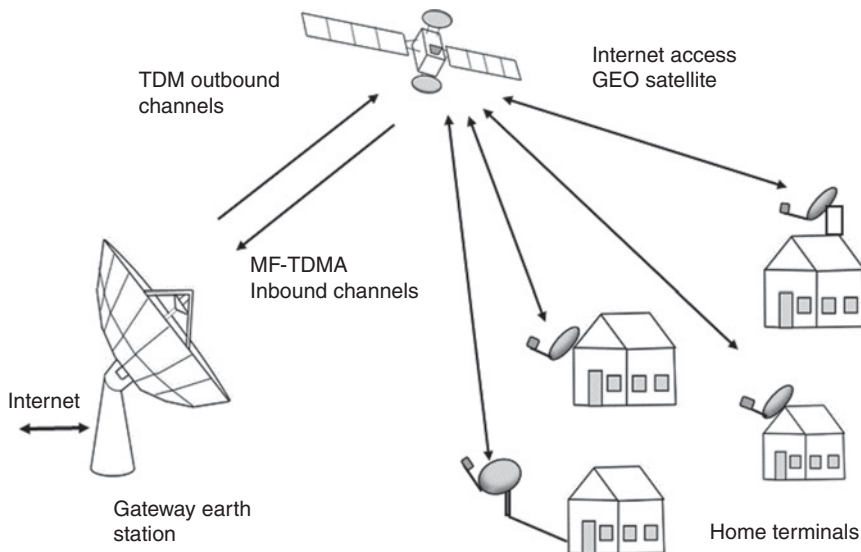 TDM outbound
channels
Internet access
GEO satellite
MF-TDMA
Inbound channels
Internet
Gateway earth
station
Home terminals